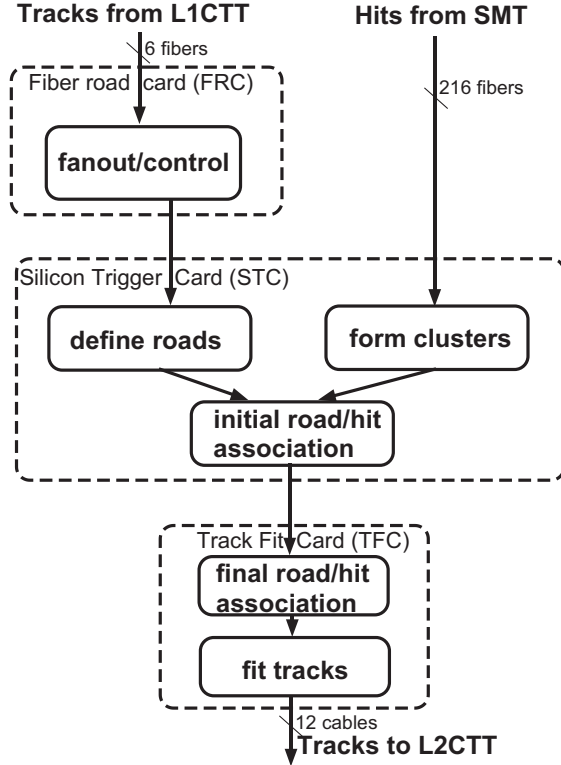 Tracks from L1CTT
Hits from SMT
6 fibers
216 fibers
Fiber road card (FRC)
fanout/control
Silicon Trigger Card (STC)
define roads
form clusters
initial road/hit
association
Track Fit Card (TFC)
final road/hit
association
fit tracks
12 cables
Tracks to L2CTT